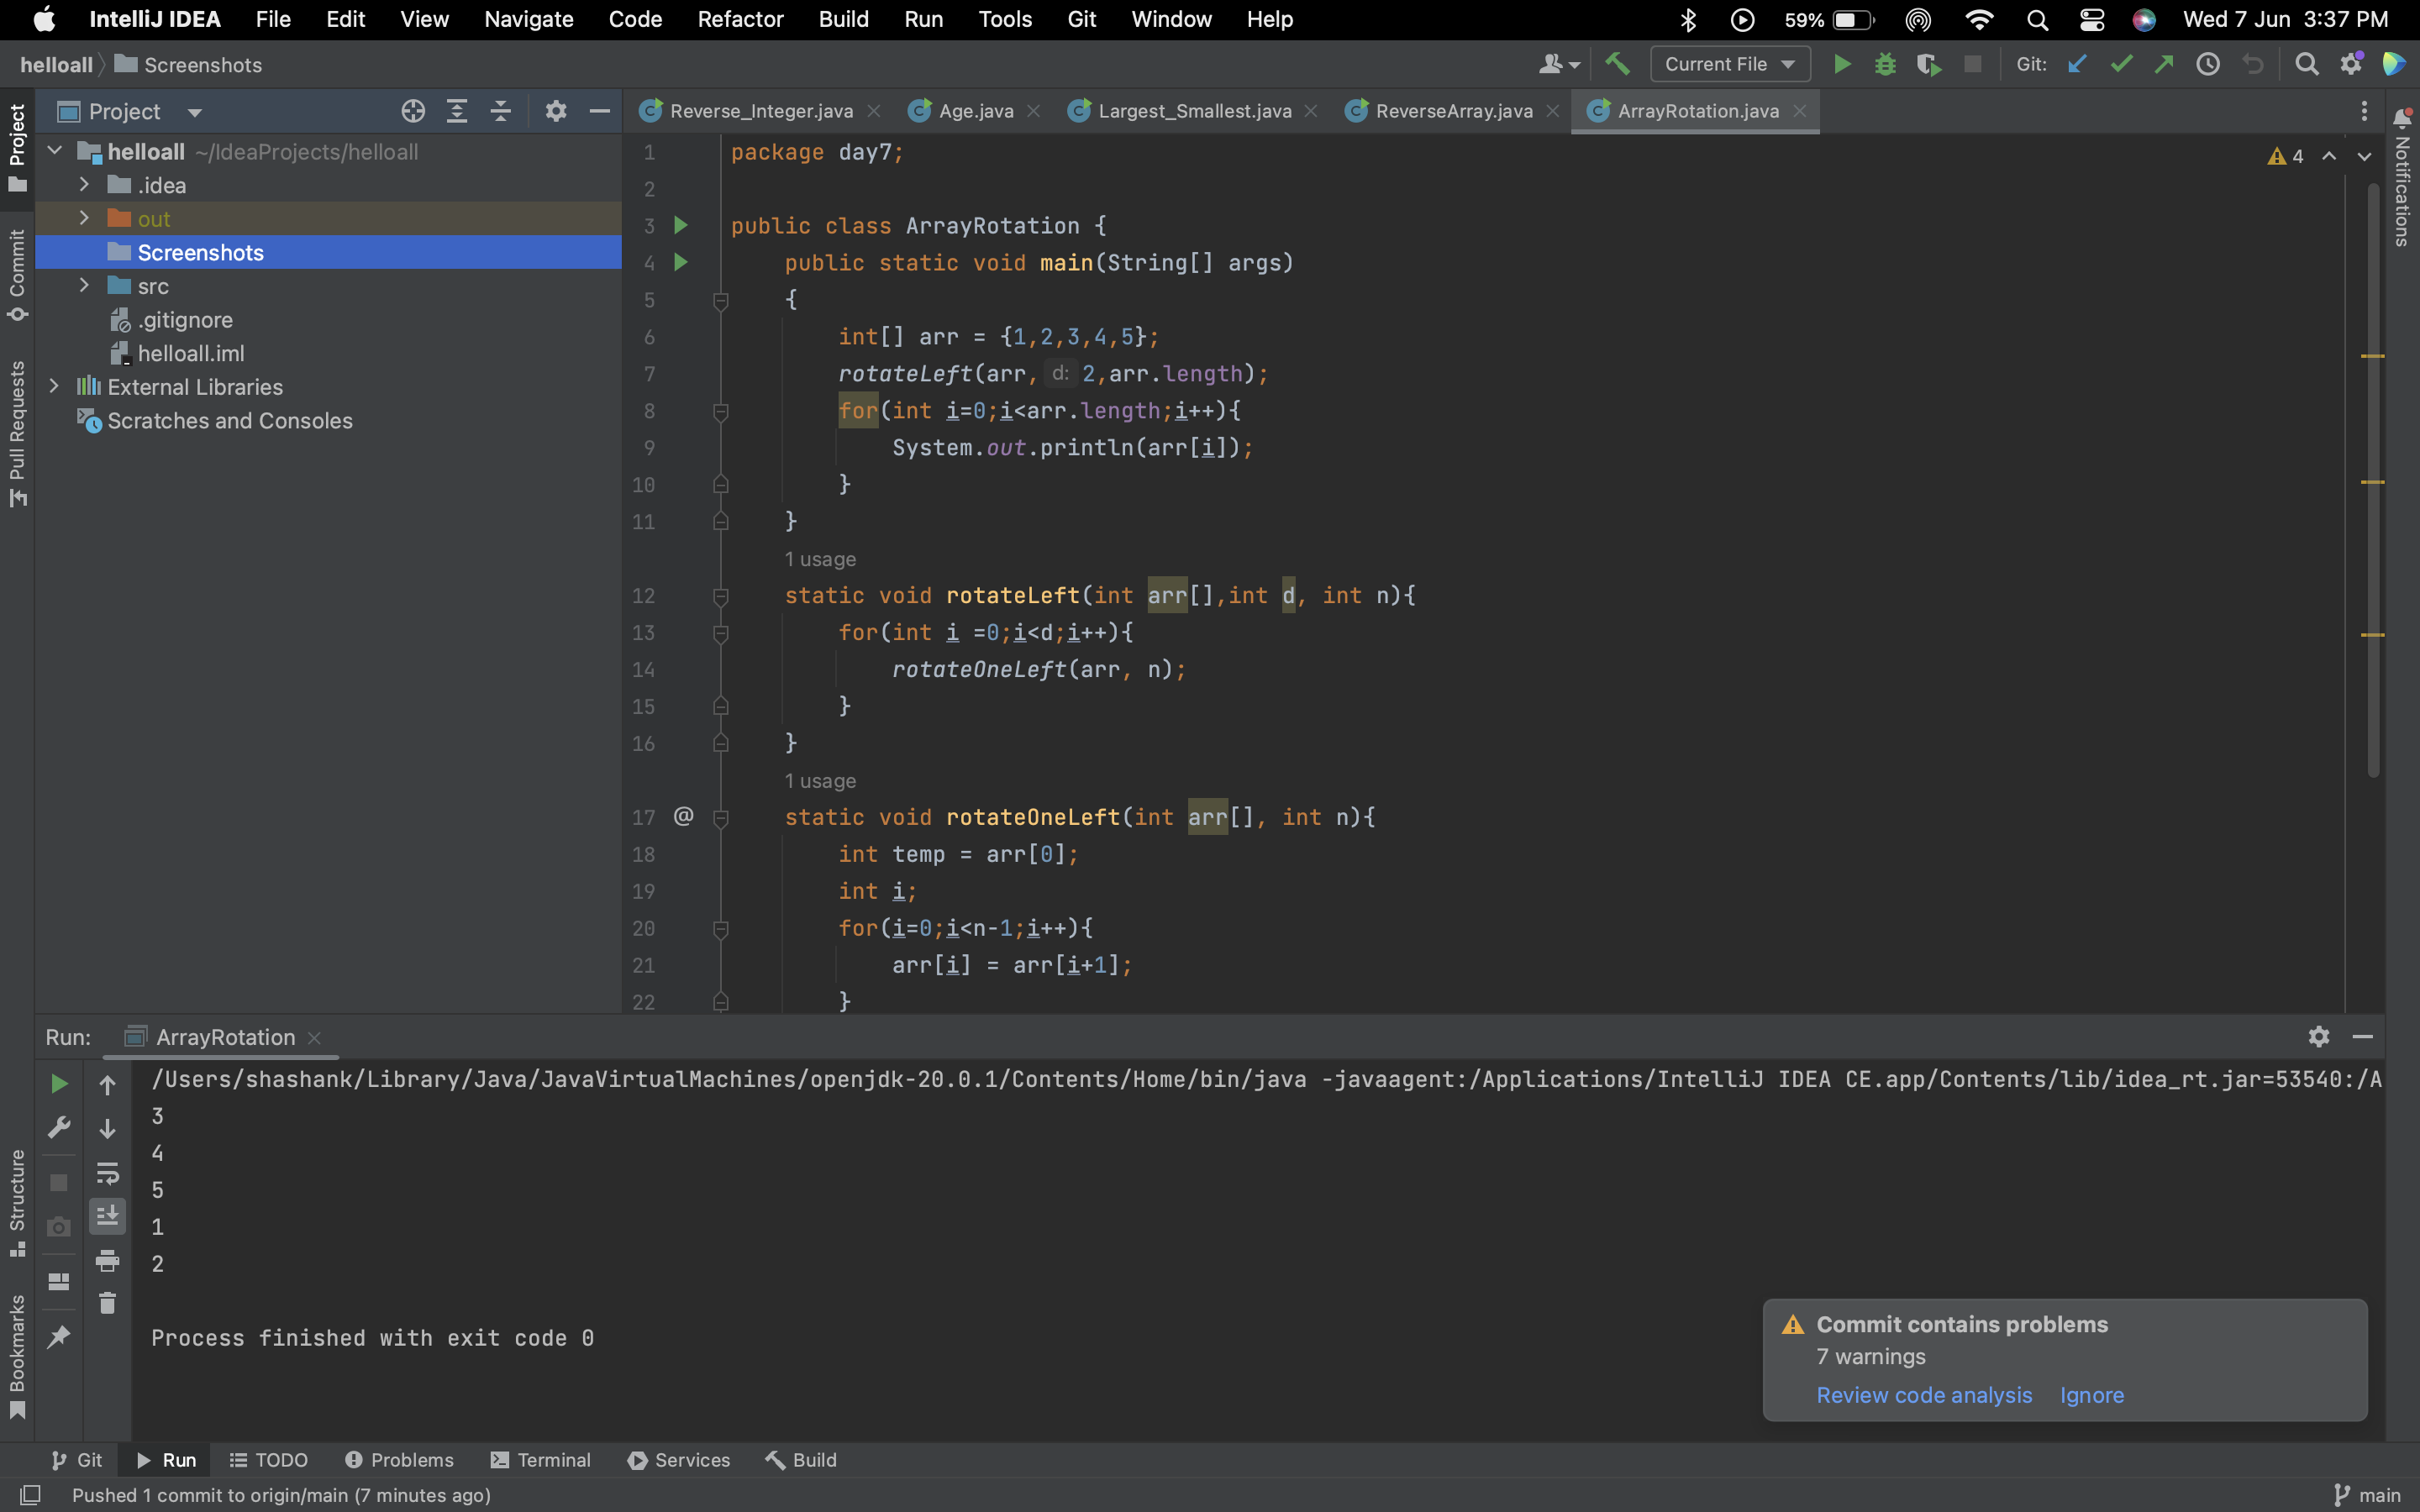 IntelliJ IDEA File Edit View Navigate Code Refactor Build Run Tools Git Window Help 59% Wed 7 Jun 3:37 PM
helloall Screenshots Current File Git:
Project Reverse_Integer.java Age.java Largest_Smallest.java ReverseArray.java ArrayRotation.java
Project
Commit
Pull Requests
Structure
Bookmarks
Notifications
helloall ~/IdeaProjects/helloall
.idea
out
Screenshots
src
.gitignore
helloall.iml
External Libraries
Scratches and Consoles
4
1 package day7;
2
3 public class ArrayRotation {
4 public static void main(String[] args)
5 {
6 int[] arr = {1,2,3,4,5};
7 rotateLeft(arr, d: 2,arr.length);
8 for(int i=0;i<arr.length;i++){
9 System.out.println(arr[i]);
10 }
11 }
1 usage
12 static void rotateLeft(int arr[],int d, int n){
13 for(int i =0;i<d;i++){
14 rotateOneLeft(arr, n);
15 }
16 }
1 usage
17 @ static void rotateOneLeft(int arr[], int n){
18 int temp = arr[0];
19 int i;
20 for(i=0;i<n-1;i++){
21 arr[i] = arr[i+1];
22 }
Run: ArrayRotation
/Users/shashank/Library/Java/JavaVirtualMachines/openjdk-20.0.1/Contents/Home/bin/java -javaagent:/Applications/IntelliJ IDEA CE.app/Contents/lib/idea_rt.jar=53540:/A
3
4
5
1
2
Process finished with exit code 0
Commit contains problems
7 warnings
Review code analysis Ignore
Git Run TODO Problems Terminal Services Build
Pushed 1 commit to origin/main (7 minutes ago) main